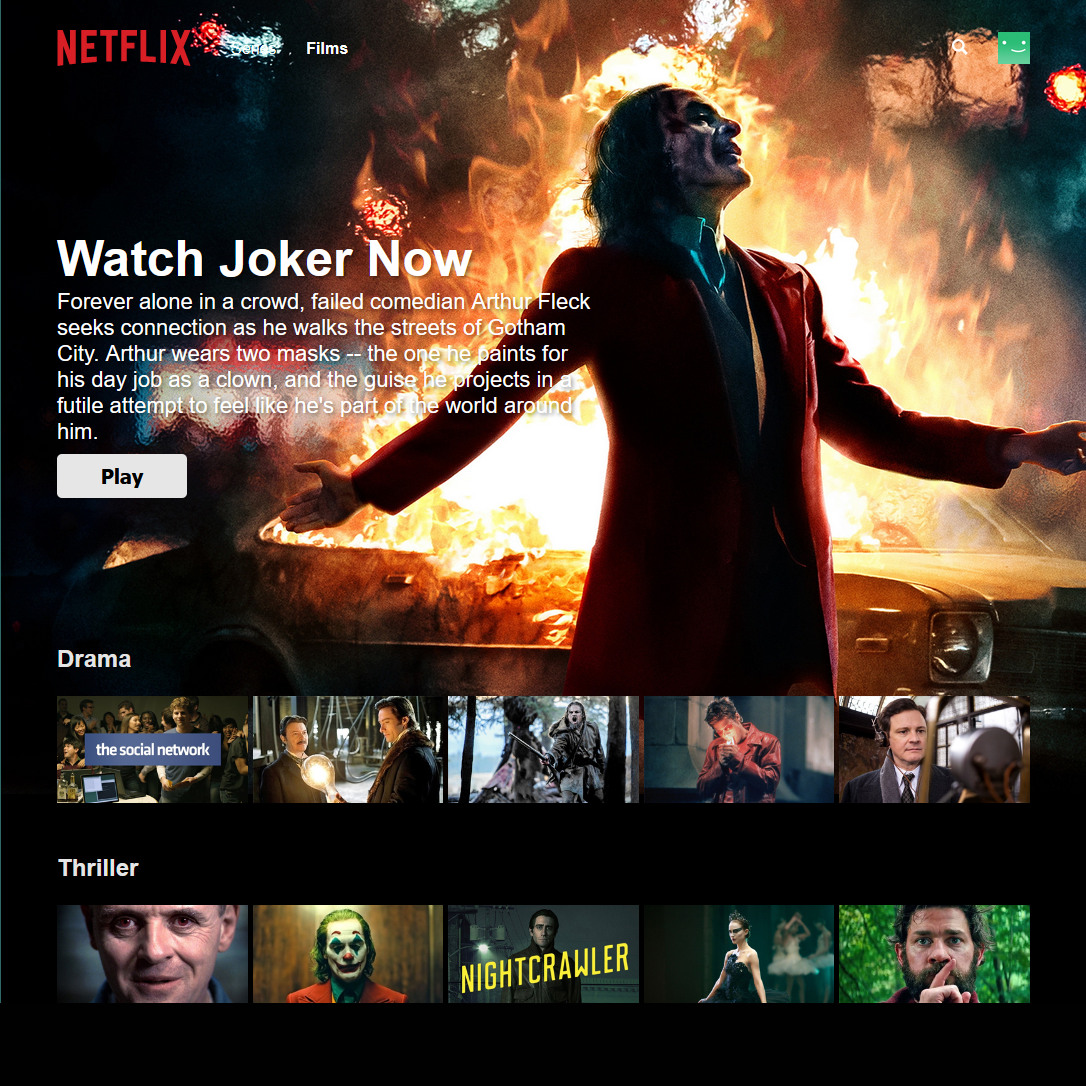 NETFLIX
Series
Films
Watch Joker Now
Forever alone in a crowd, failed comedian Arthur Fleck
seeks connection as he walks the streets of Gotham
City. Arthur wears two masks -- the one he paints for
his day job as a clown, and the guise he projects in a
futile attempt to feel like he's part of the world around
him.
Play
Drama
the social network
Thriller
NIGHTCRAWLER